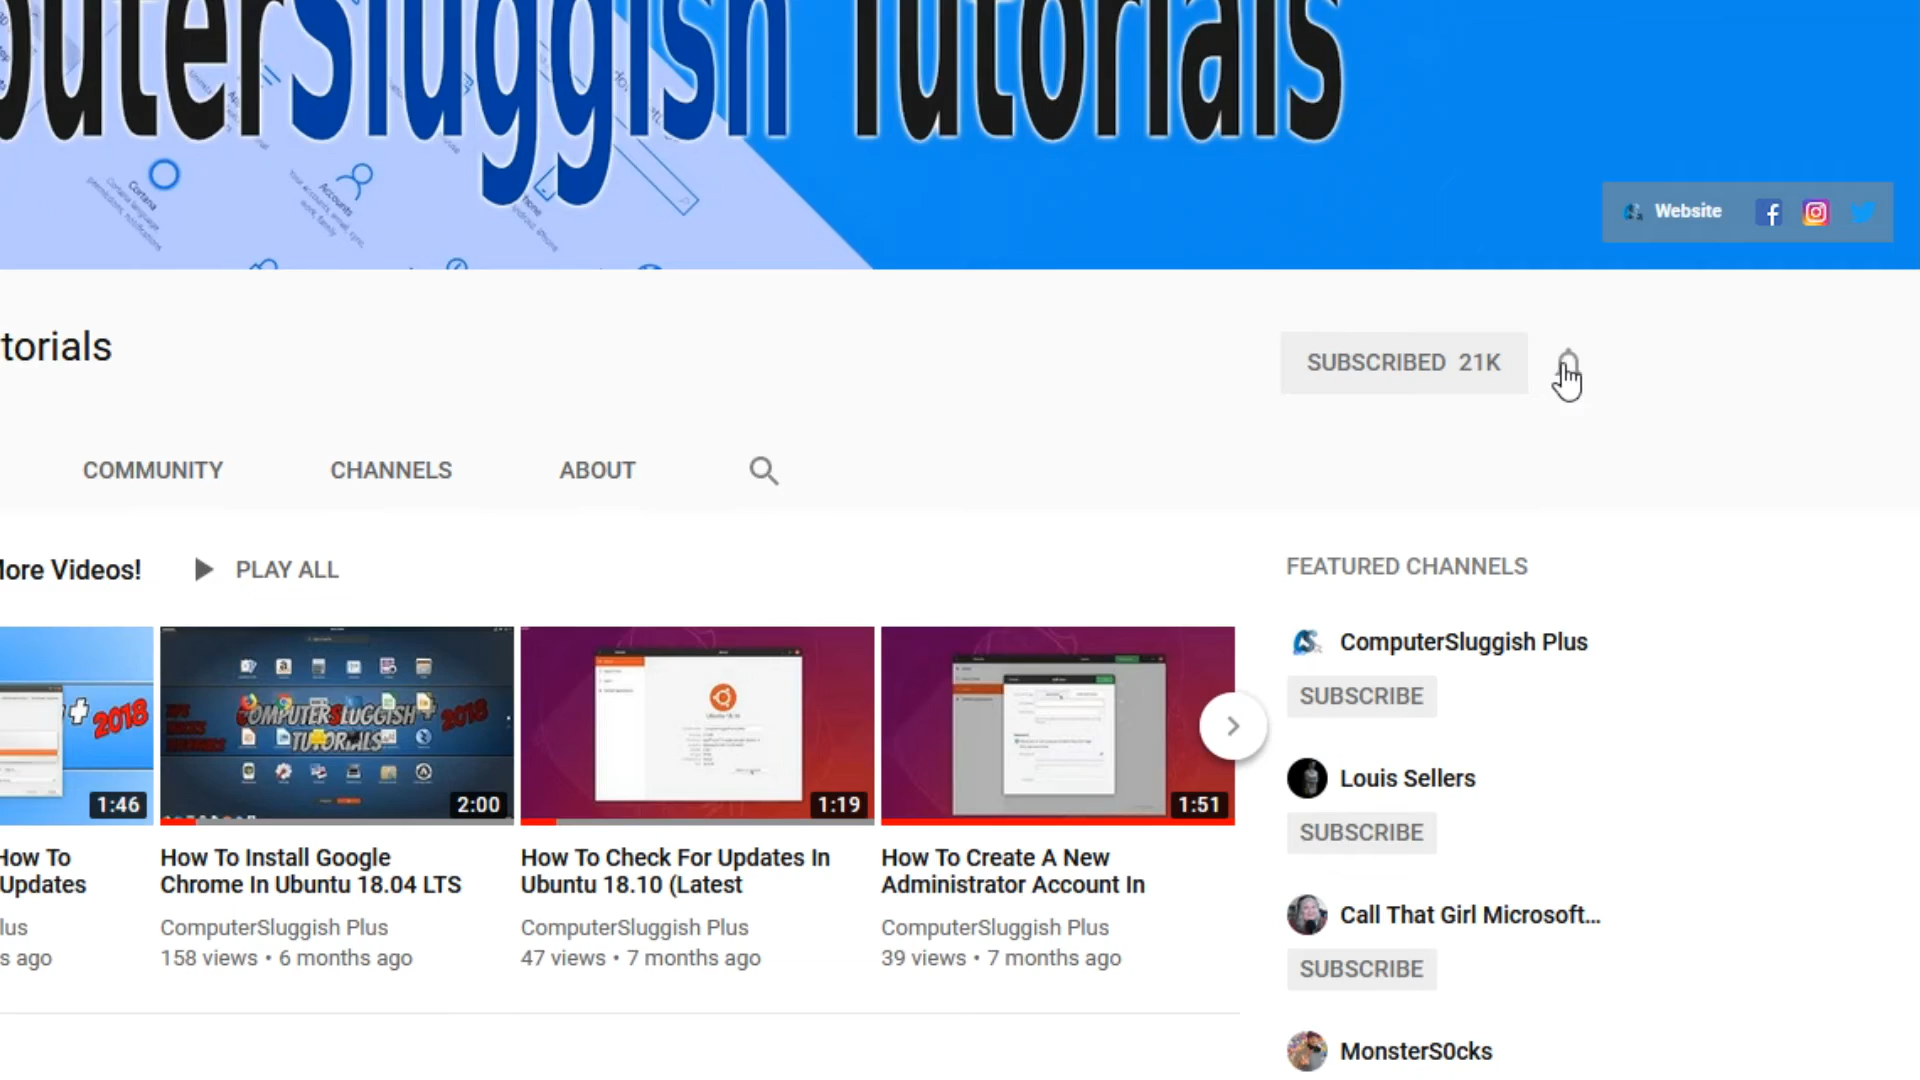 puterSluggish Tutorials
Website
torials
SUBSCRIBED 21K
COMMUNITY
CHANNELS
ABOUT
More Videos!
PLAY ALL
FEATURED CHANNELS
ComputerSluggish Plus
SUBSCRIBE
Louis Sellers
SUBSCRIBE
Call That Girl Microsoft...
SUBSCRIBE
MonsterS0cks
+ 2018
1:46
COMPUTERSLUGGISH + 2018
TUTORIALS
2:00
1:19
1:51
How To
Updates
lus
s ago
How To Install Google
Chrome In Ubuntu 18.04 LTS
ComputerSluggish Plus
158 views • 6 months ago
How To Check For Updates In
Ubuntu 18.10 (Latest
ComputerSluggish Plus
47 views • 7 months ago
How To Create A New
Administrator Account In
ComputerSluggish Plus
39 views • 7 months ago
Cortana
Accounts